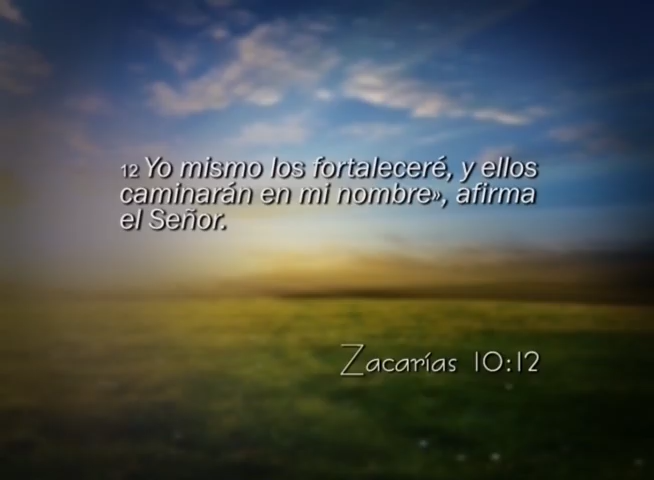 12 Yo mismo los fortaleceré, y ellos
caminarán en mi nombre», afirma
el Señor.
Zacarías 10:12